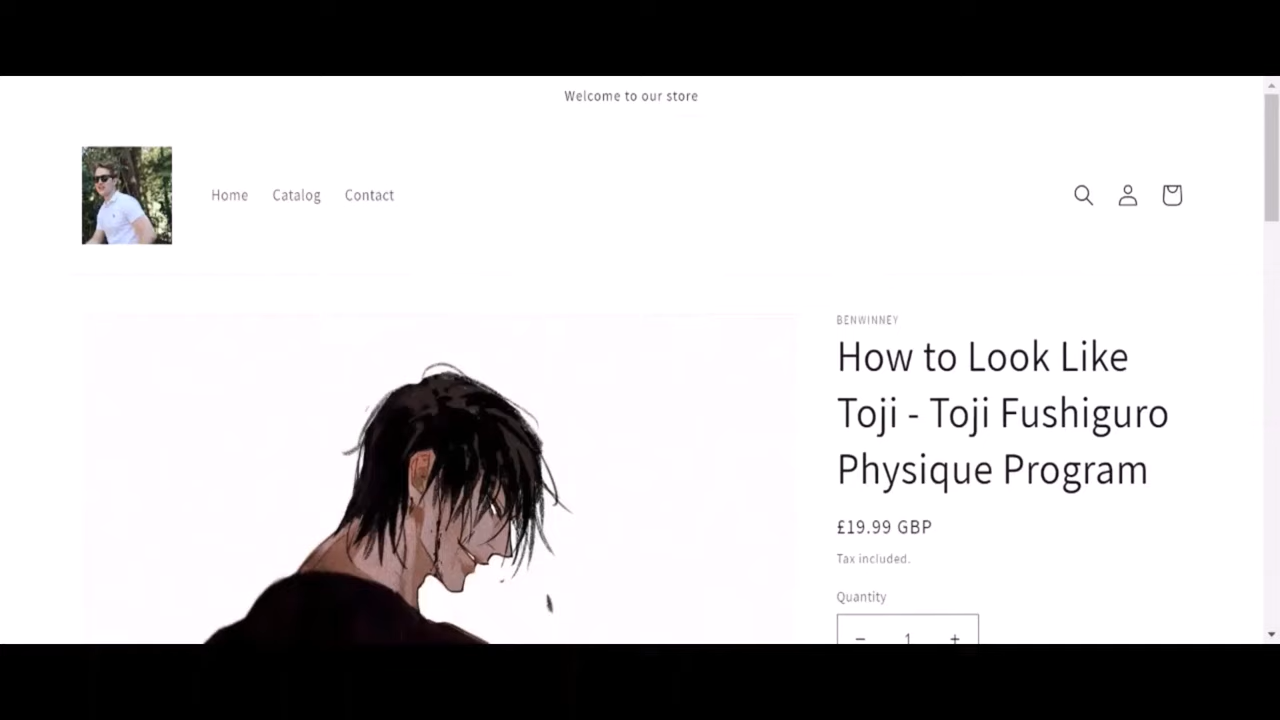 Welcome to our store
Home Catalog Contact
BENWINNEY
How to Look Like
Toji - Toji Fushiguro
Physique Program
£19.99 GBP
Tax included.
Quantity
− 1 +